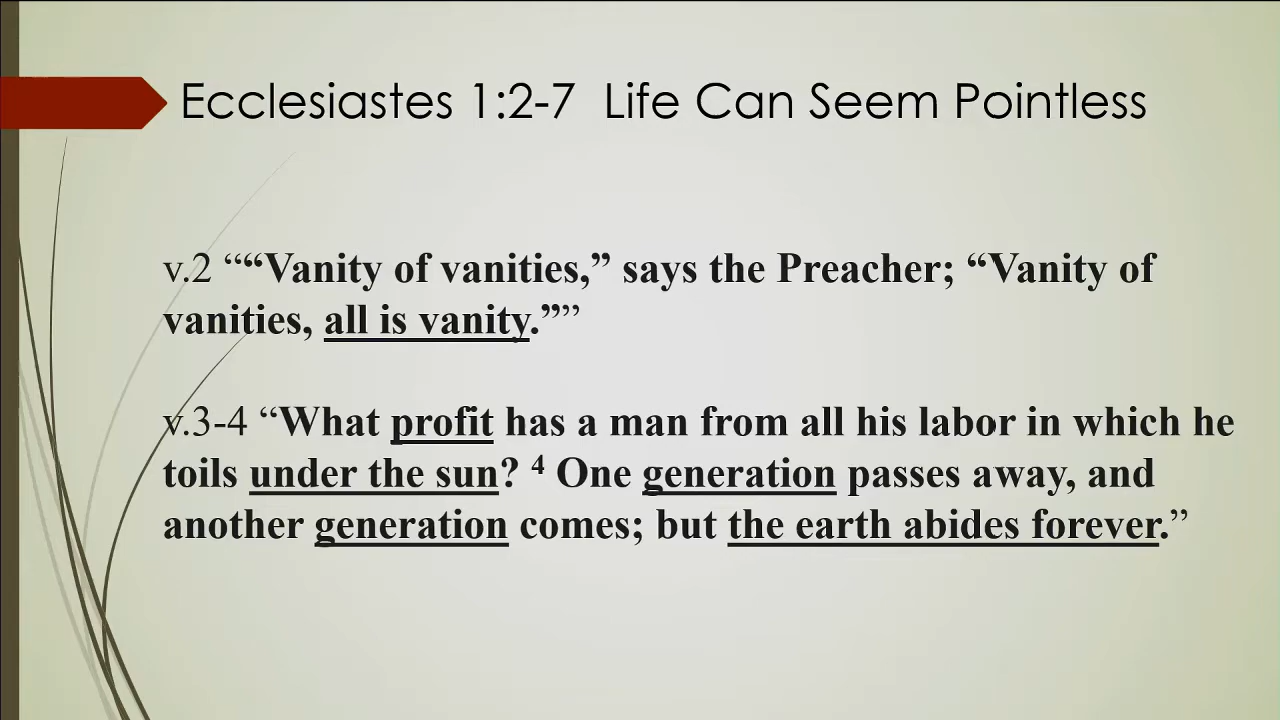 Ecclesiastes 1:2-7  Life Can Seem Pointless
v.2 ““Vanity of vanities,” says the Preacher; “Vanity of
vanities, all is vanity.””
v.3-4 “What profit has a man from all his labor in which he
toils under the sun? ⁴ One generation passes away, and
another generation comes; but the earth abides forever.”